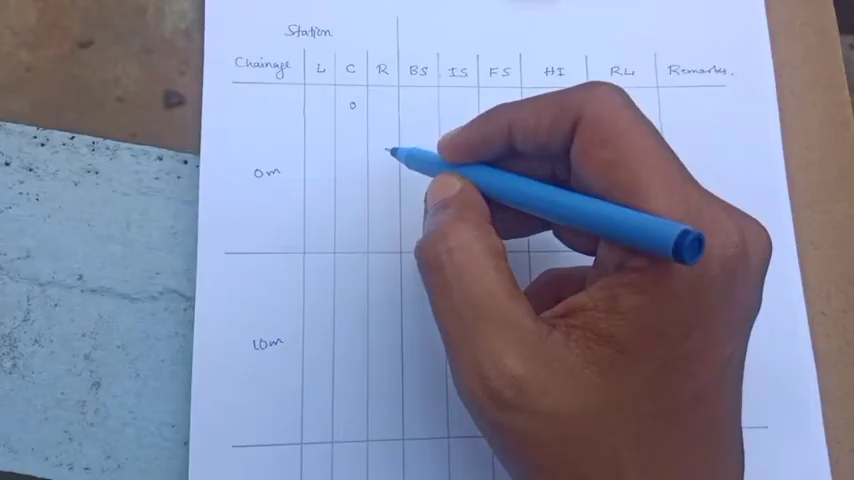 Station
Chainage L C R BS IS FS HI RL Remarks.
0
0m
10m